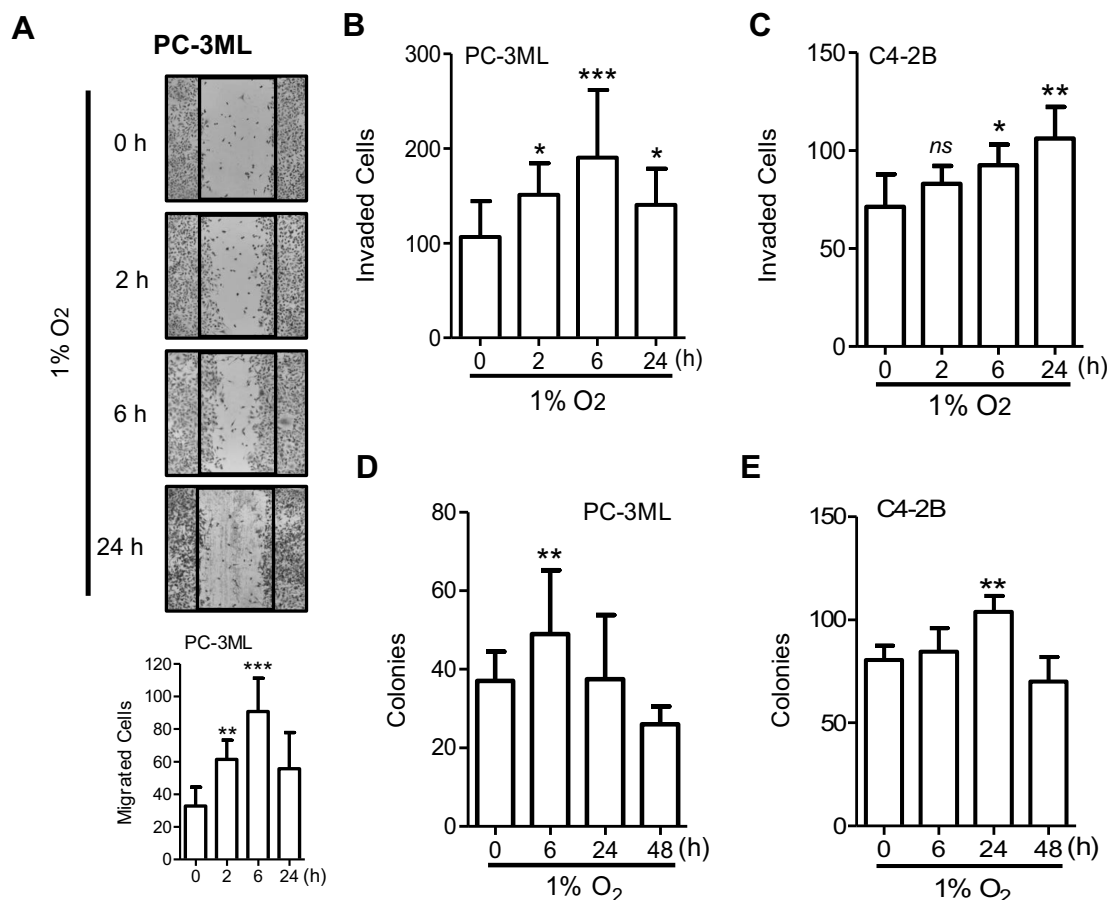 A
PC-3ML
1% O2
0 h
2 h
6 h
24 h
PC-3ML
Migrated Cells
120
100
80
60
40
20
0
**
***
0 2 6 24 (h)
B
PC-3ML
Invaded Cells
300
200
100
0
*
***
*
0 2 6 24 (h)
1% O2
C
C4-2B
Invaded Cells
150
100
50
0
ns
*
**
0 2 6 24 (h)
1% O2
D
PC-3ML
Colonies
80
60
40
20
0
**
0 6 24 48 (h)
1% O2
E
C4-2B
Colonies
150
100
50
0
**
0 6 24 48 (h)
1% O2